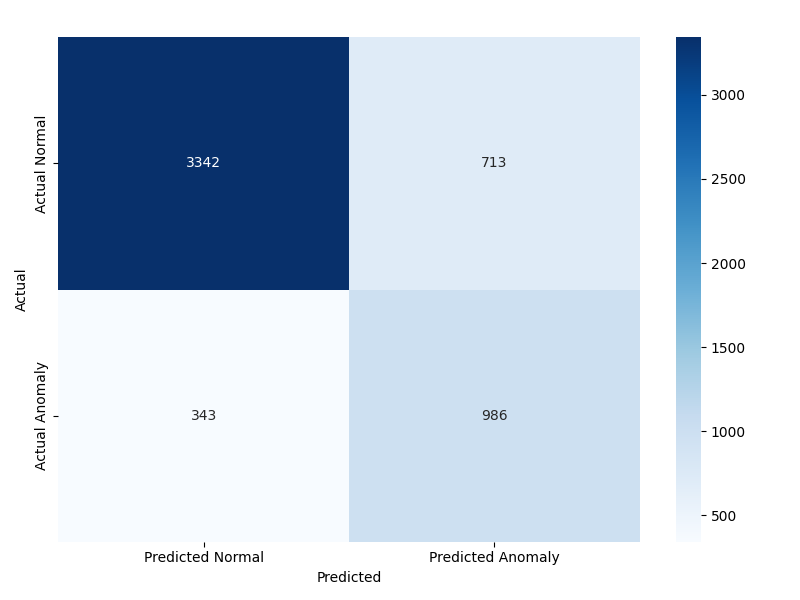 Actual
Actual Normal
Actual Anomaly
3342
713
343
986
Predicted Normal
Predicted Anomaly
Predicted
3000
2500
2000
1500
1000
500